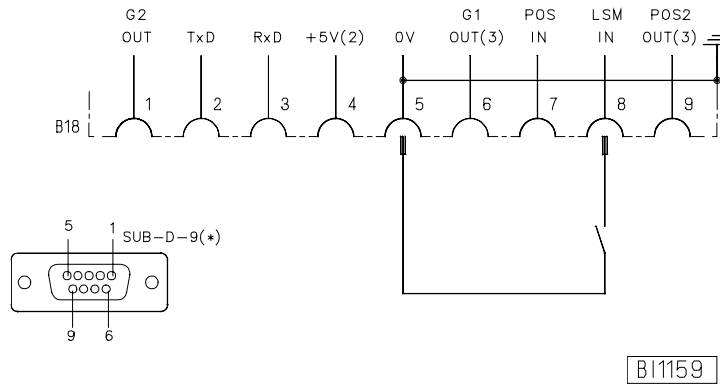 G2 G1 POS LSM POS2
OUT TxD RxD +5V(2) 0V OUT(3) IN IN OUT(3)
1 2 3 4 5 6 7 8 9
B18
5 1 SUB-D-9(*)
9 6
BI1159